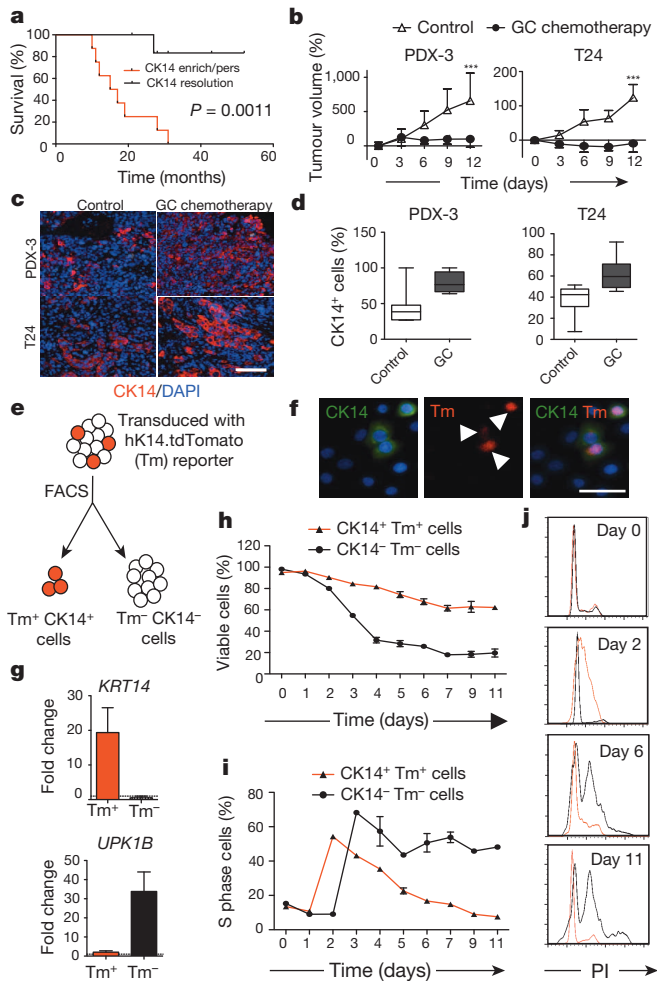 a
Survival (%)
100
80
60
40
20
0
20
40
60
CK14 enrich/pers
CK14 resolution
P = 0.0011
Time (months)
b
Control
GC chemotherapy
PDX-3
T24
Tumour volume (%)
1,000
500
0
0 3 6 9 12
***
200
100
0
0 3 6 9 12
***
Time (days)
c
Control
GC chemotherapy
PDX-3
T24
CK14/DAPI
d
PDX-3
T24
CK14+ cells (%)
150
100
50
0
Control
GC
100
80
60
40
20
0
Control
GC
e
Transduced with
hK14.tdTomato
(Tm) reporter
FACS
Tm+ CK14+
cells
Tm− CK14−
cells
f
CK14
Tm
CK14 Tm
g
KRT14
Fold change
30
20
10
0
Tm+
Tm−
UPK1B
Fold change
50
40
30
20
10
0
Tm+
Tm−
h
CK14+ Tm+ cells
CK14− Tm− cells
Viable cells (%)
120
100
80
60
40
20
0
0 1 2 3 4 5 6 7 9 11
Time (days)
i
CK14+ Tm+ cells
CK14− Tm− cells
S phase cells (%)
80
60
40
20
0
0 1 2 3 4 5 6 7 9 11
Time (days)
j
Day 0
Day 2
Day 6
Day 11
PI